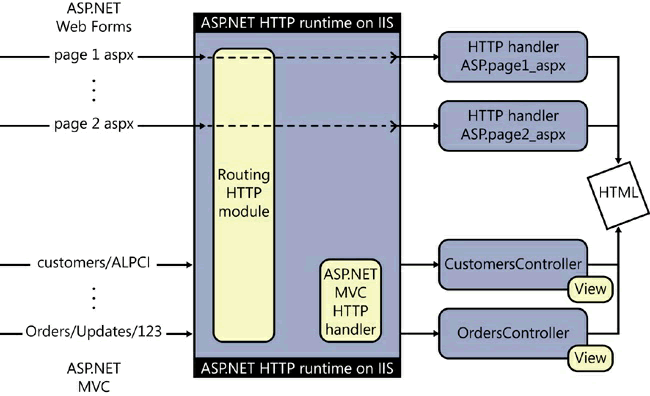 ASP.NET
Web Forms
ASP.NET HTTP runtime on IIS
page 1 aspx
HTTP handler
ASP.page1_aspx
page 2 aspx
HTTP handler
ASP.page2_aspx
Routing
HTTP
module
HTML
customers/ALPCI
ASP.NET
MVC
HTTP
handler
CustomersController
View
Orders/Updates/123
OrdersController
View
ASP.NET
MVC
ASP.NET HTTP runtime on IIS